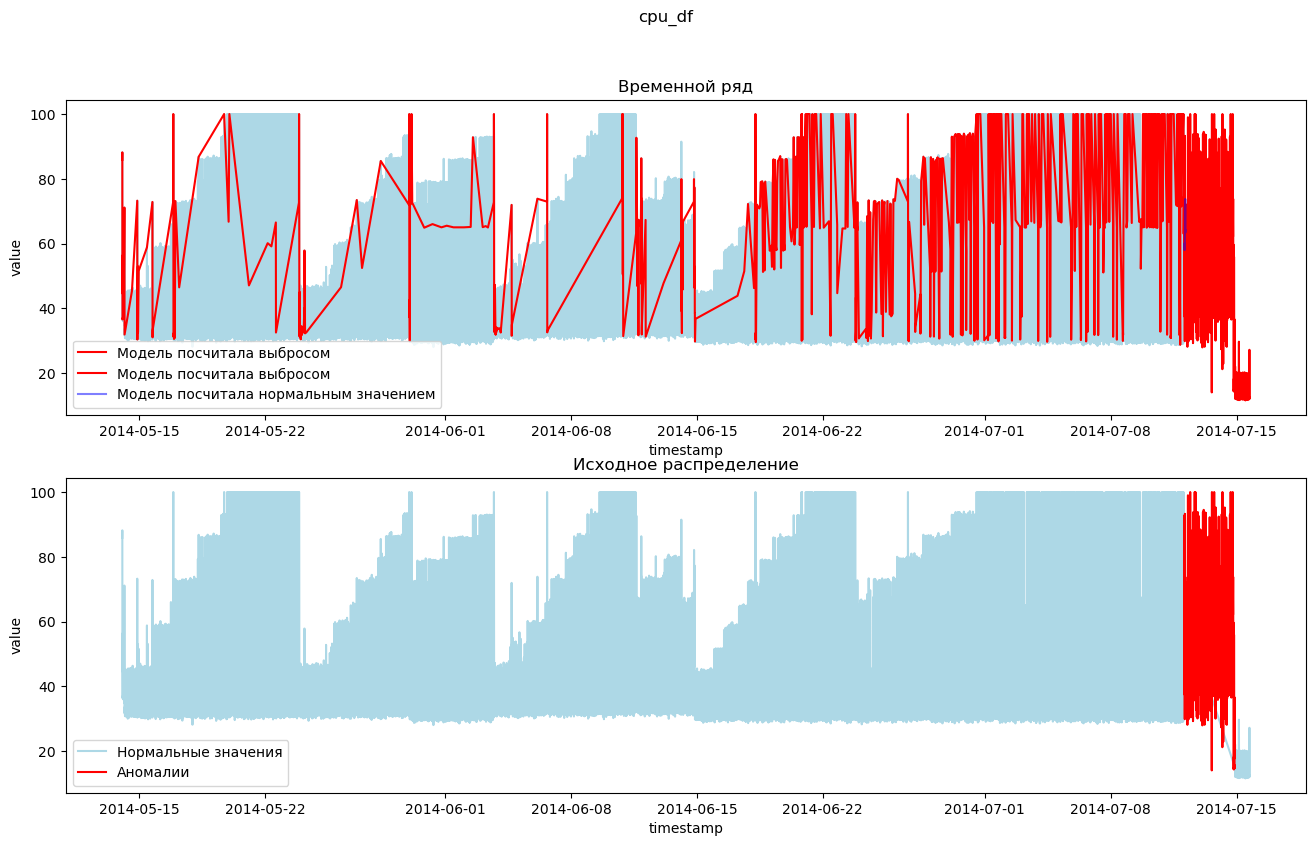 cpu_df
Временной ряд
value
100
80
60
40
20
Модель посчитала выбросом
Модель посчитала выбросом
Модель посчитала нормальным значением
2014-05-15 2014-05-22 2014-06-01 2014-06-08 2014-06-15 2014-06-22 2014-07-01 2014-07-08 2014-07-15
timestamp
Исходное распределение
value
100
80
60
40
20
Нормальные значения
Аномалии
2014-05-15 2014-05-22 2014-06-01 2014-06-08 2014-06-15 2014-06-22 2014-07-01 2014-07-08 2014-07-15
timestamp